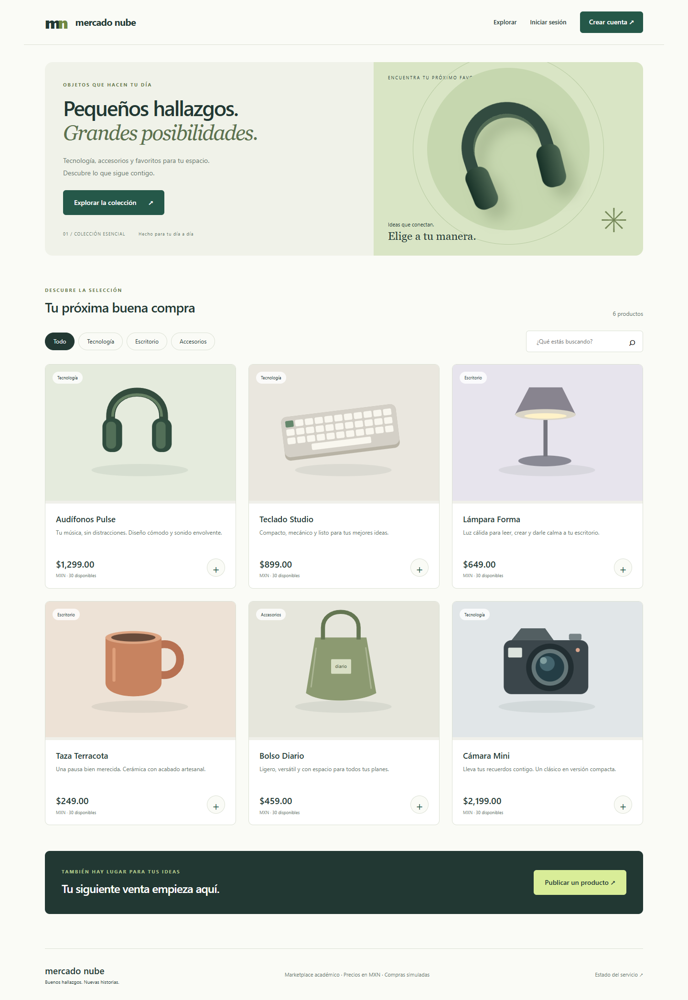 mn mercado nube
Explorar
Iniciar sesión
Crear cuenta ↗
OBJETOS QUE HACEN TU DÍA
Pequeños hallazgos.
Grandes posibilidades.
Tecnología, accesorios y favoritos para tu espacio.
Descubre lo que sigue contigo.
Explorar la colección ↗
01 / COLECCIÓN ESENCIAL
Hecho para tu día a día
ENCUENTRA TU PRÓXIMO
Ideas que conectan.
Elige a tu manera.
DESCUBRE LA SELECCIÓN
Tu próxima buena compra
6 productos
Todo
Tecnología
Escritorio
Accesorios
¿Qué estás buscando?
Tecnología
Audífonos Pulse
Tu música, sin distracciones. Diseño cómodo y sonido envolvente.
$1,299.00
MXN · 30 disponibles
+
Tecnología
Teclado Studio
Compacto, mecánico y listo para tus mejores ideas.
$899.00
MXN · 30 disponibles
+
Escritorio
Lámpara Forma
Luz cálida para leer, crear y darle calma a tu escritorio.
$649.00
MXN · 30 disponibles
+
Escritorio
Taza Terracota
Una pausa bien merecida. Cerámica con acabado artesanal.
$249.00
MXN · 30 disponibles
+
Accesorios
diario
Bolso Diario
Ligero, versátil y con espacio para todos tus planes.
$459.00
MXN · 30 disponibles
+
Tecnología
Cámara Mini
Lleva tus recuerdos contigo. Un clásico en versión compacta.
$2,199.00
MXN · 30 disponibles
+
TAMBIÉN HAY LUGAR PARA TUS IDEAS
Tu siguiente venta empieza aquí.
Publicar un producto ↗
mercado nube
Buenos hallazgos. Nuevas historias.
Marketplace académico · Precios en MXN · Compras simuladas
Estado del servicio ↗